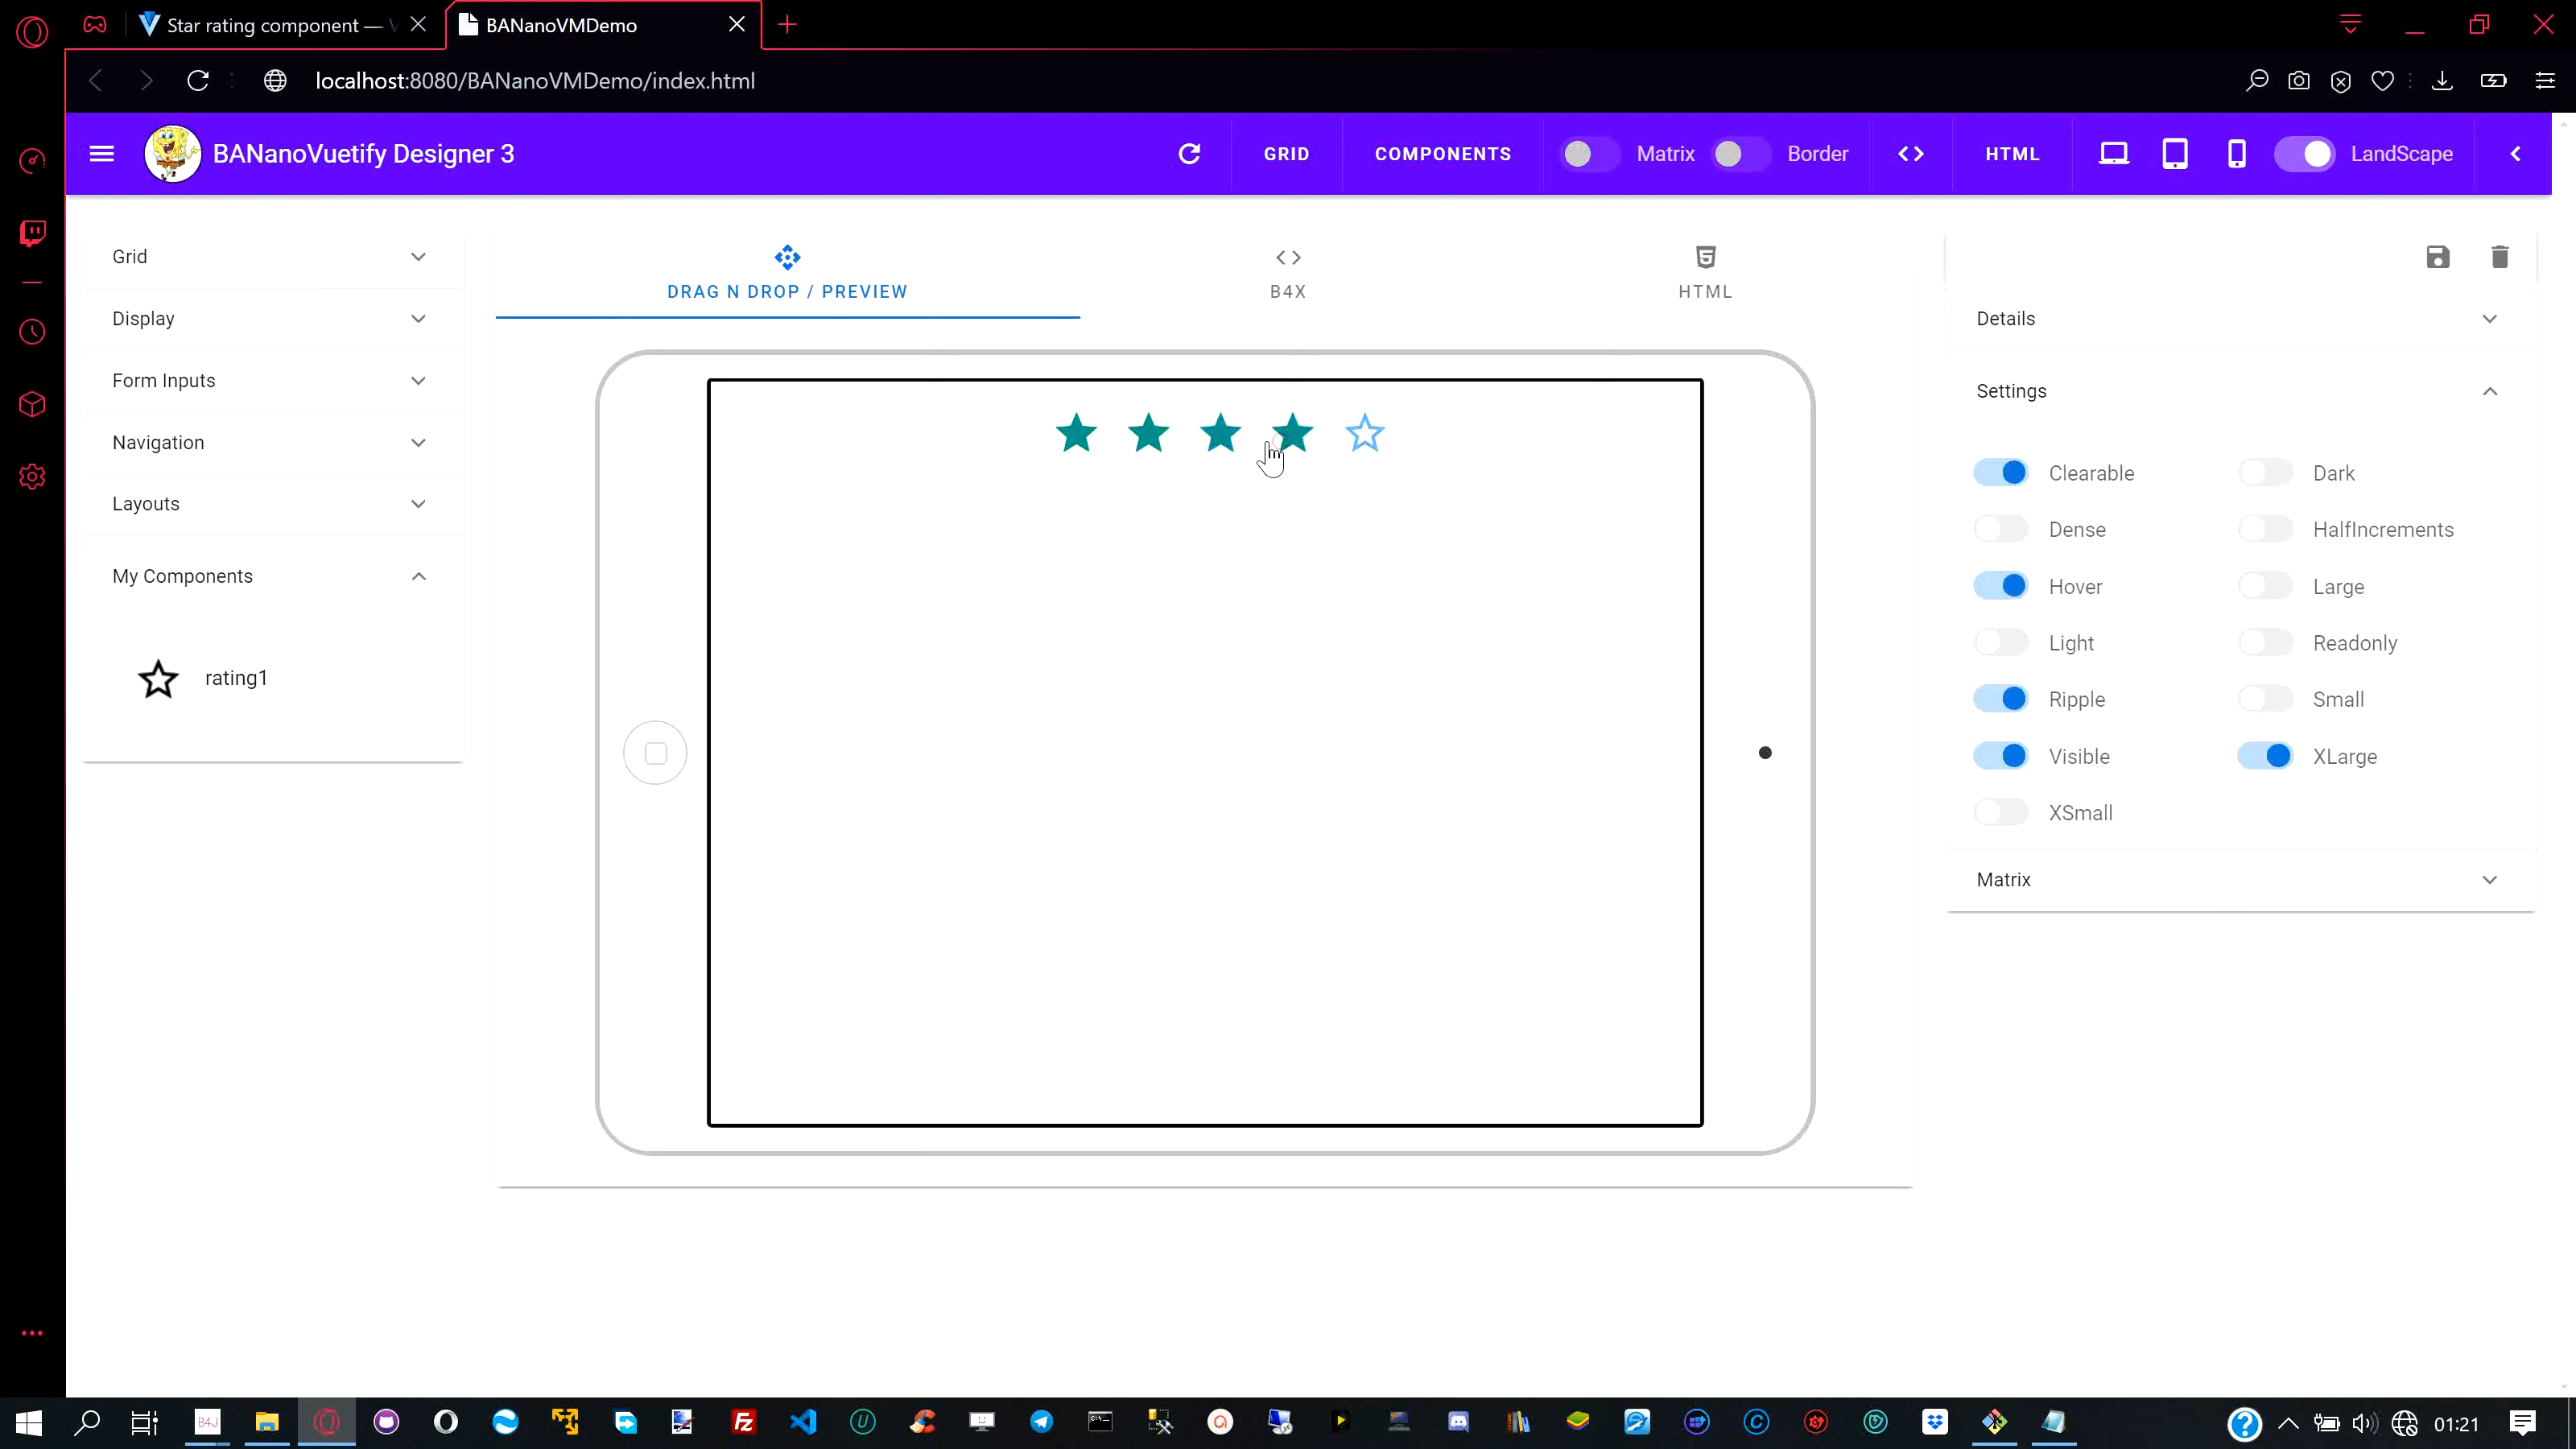 Star rating component —
BANanoVMDemo
localhost:8080/BANanoVMDemo/index.html
BANanoVuetify Designer 3
GRID
COMPONENTS
Matrix
Border
HTML
LandScape
Grid
Display
Form Inputs
Navigation
Layouts
My Components
rating1
DRAG N DROP / PREVIEW
B4X
HTML
Details
Settings
Clearable
Dark
Dense
HalfIncrements
Hover
Large
Light
Readonly
Ripple
Small
Visible
XLarge
XSmall
Matrix
B4J
01:21